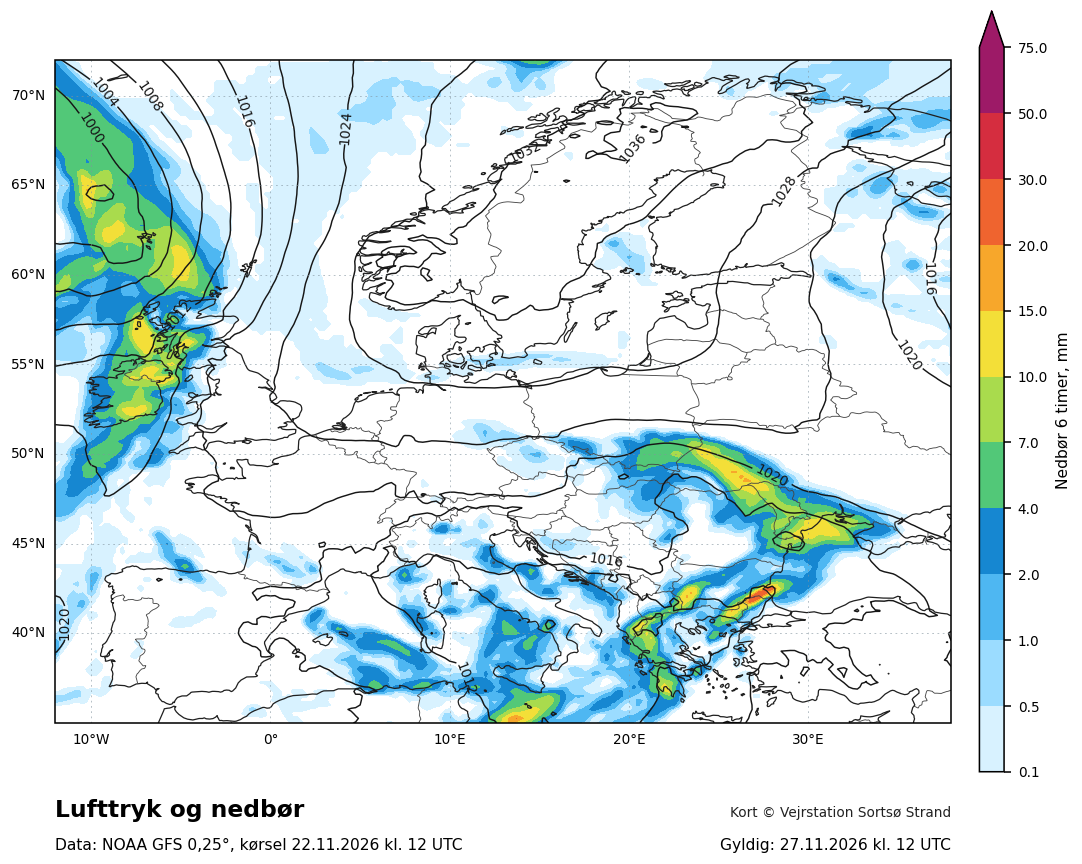 75.0
50.0
30.0
20.0
15.0
10.0
7.0
4.0
2.0
1.0
0.5
0.1
Nedbør 6 timer, mm
70°N
65°N
60°N
55°N
50°N
45°N
40°N
10°W
0°
10°E
20°E
30°E
1004
1008
1000
1016
1024
1032
1036
1028
1016
1020
1012
1020
1016
1020
1012
Lufttryk og nedbør
Kort © Vejrstation Sortsø Strand
Data: NOAA GFS 0,25°, kørsel 22.11.2026 kl. 12 UTC
Gyldig: 27.11.2026 kl. 12 UTC